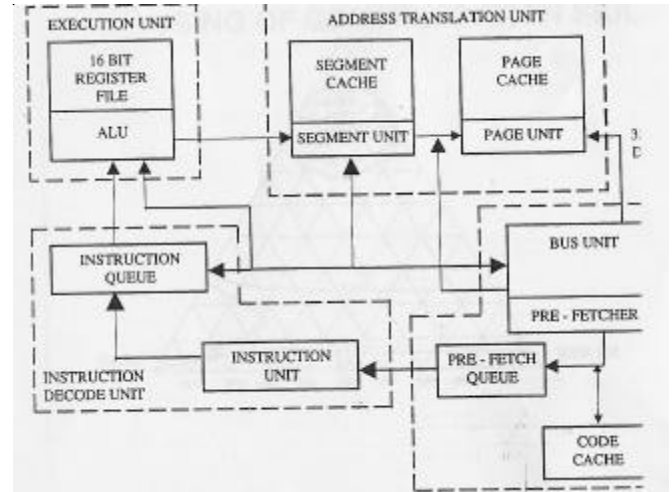 EXECUTION UNIT
ADDRESS TRANSLATION UNIT
16 BIT
REGISTER
FILE
ALU
SEGMENT
CACHE
SEGMENT UNIT
PAGE
CACHE
PAGE UNIT
INSTRUCTION
QUEUE
BUS UNIT
PRE - FETCHER
INSTRUCTION
UNIT
INSTRUCTION
DECODE UNIT
PRE - FETCH
QUEUE
CODE
CACHE